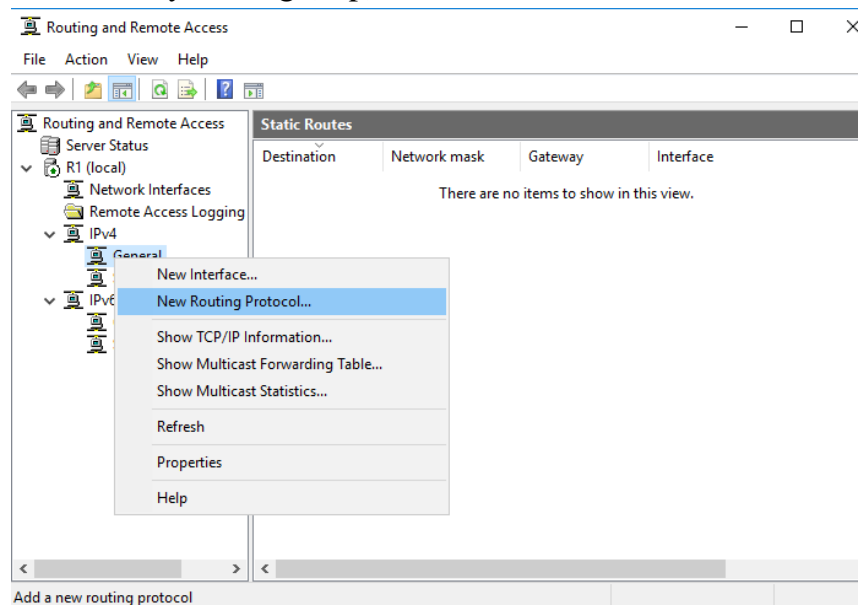 Routing and Remote Access
File Action View Help
Routing and Remote Access
Server Status
R1 (local)
Network Interfaces
Remote Access Logging
IPv4
General
IPv6
Static Routes
Destination Network mask Gateway Interface
There are no items to show in this view.
New Interface...
New Routing Protocol...
Show TCP/IP Information...
Show Multicast Forwarding Table...
Show Multicast Statistics...
Refresh
Properties
Help
Add a new routing protocol